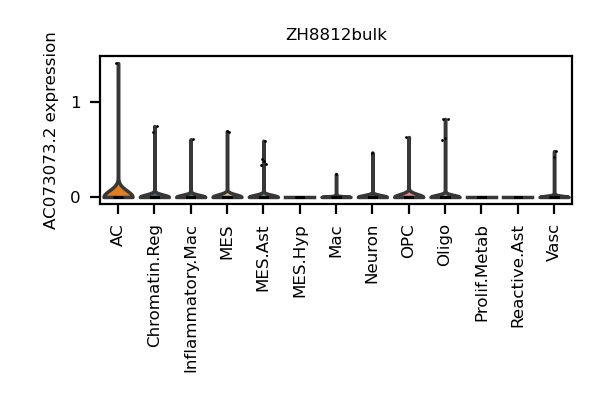 ZH8812bulk
AC073073.2 expression
1
0
AC
Chromatin.Reg
Inflammatory.Mac
MES
MES.Ast
MES.Hyp
Mac
Neuron
OPC
Oligo
Prolif.Metab
Reactive.Ast
Vasc